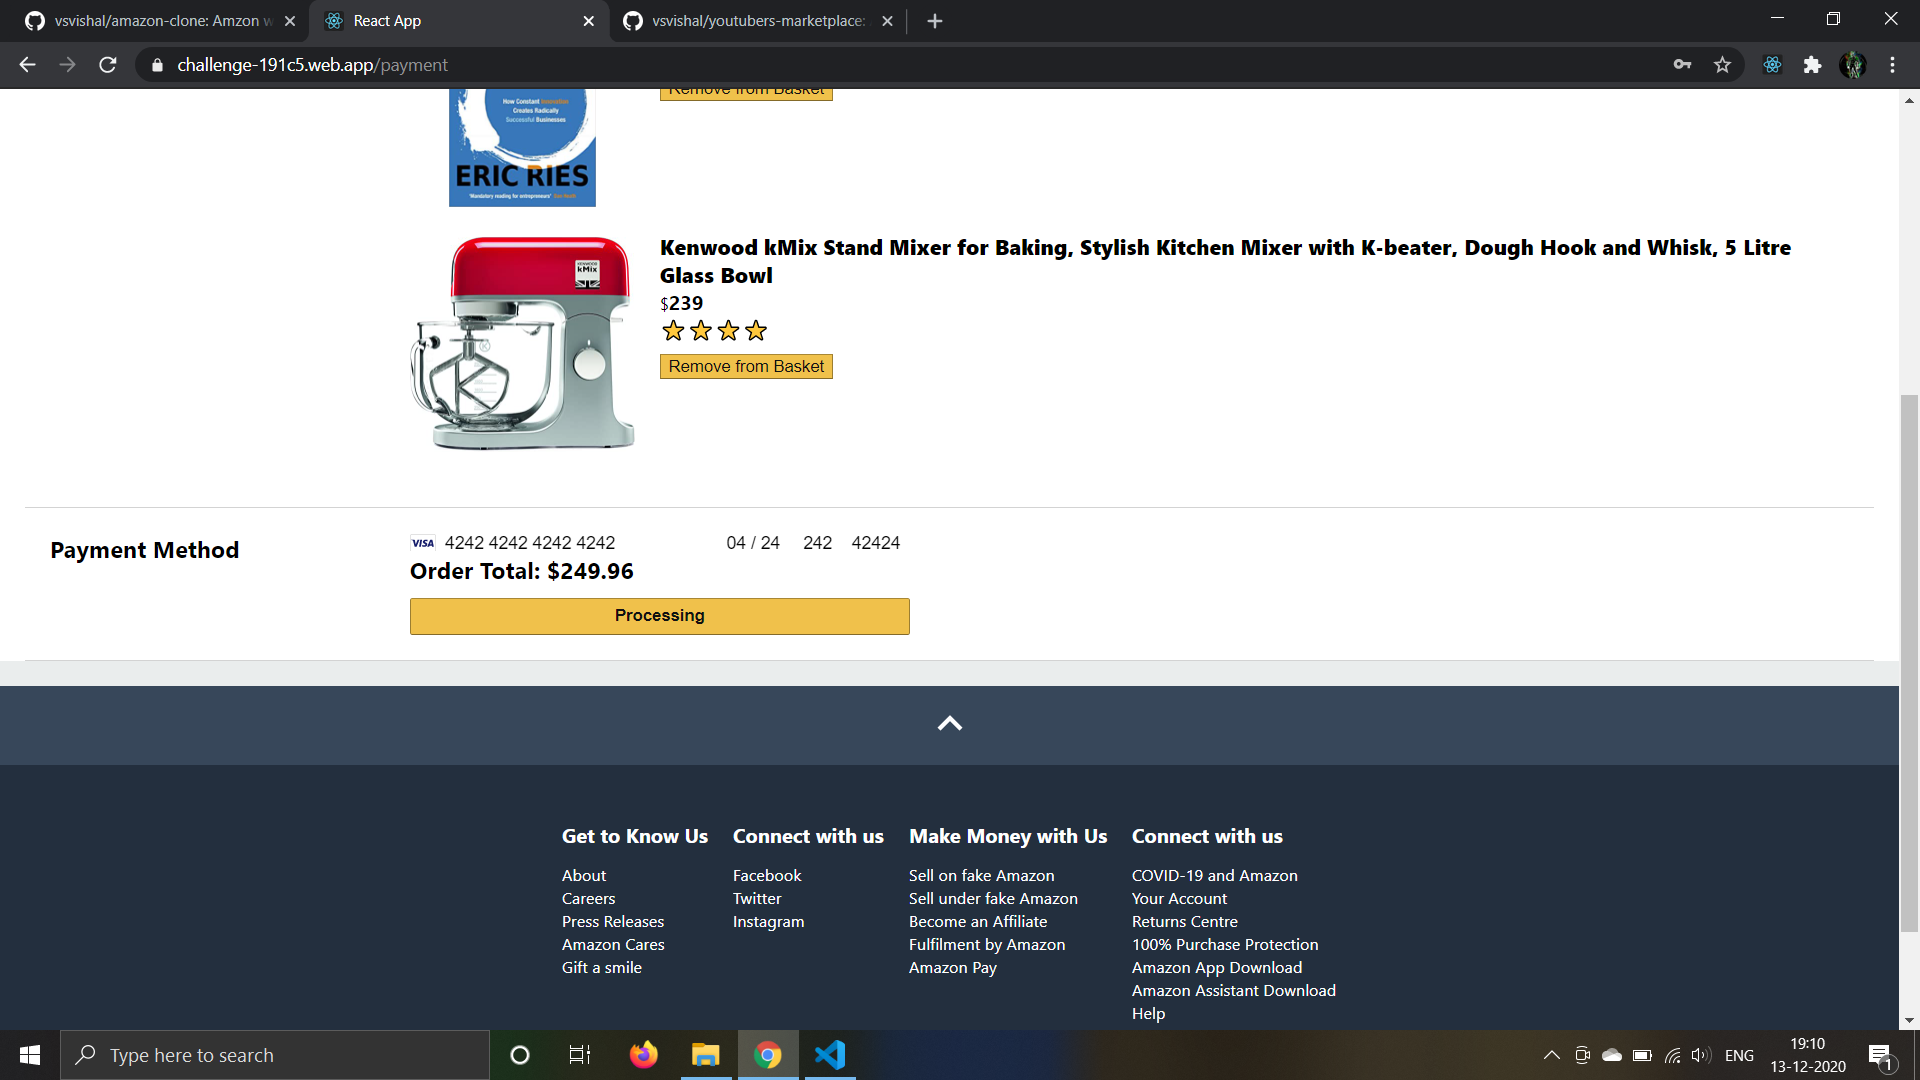 vsvishal/amazon-clone: Amzon w
React App
vsvishal/youtubers-marketplace:
challenge-191c5.web.app/payment
Remove from Basket
How Constant Innovation
Creates Radically
Successful Businesses
ERIC RIES
'Mandatory reading for entrepreneurs'
KENWOOD
kMix
Kenwood kMix Stand Mixer for Baking, Stylish Kitchen Mixer with K-beater, Dough Hook and Whisk, 5 Litre
Glass Bowl
$239
Remove from Basket
Payment Method
VISA 4242 4242 4242 4242 04 / 24 242 42424
Order Total: $249.96
Processing
Get to Know Us
About
Careers
Press Releases
Amazon Cares
Gift a smile
Connect with us
Facebook
Twitter
Instagram
Make Money with Us
Sell on fake Amazon
Sell under fake Amazon
Become an Affiliate
Fulfilment by Amazon
Amazon Pay
Connect with us
COVID-19 and Amazon
Your Account
Returns Centre
100% Purchase Protection
Amazon App Download
Amazon Assistant Download
Help
Type here to search
ENG
19:10
13-12-2020
1